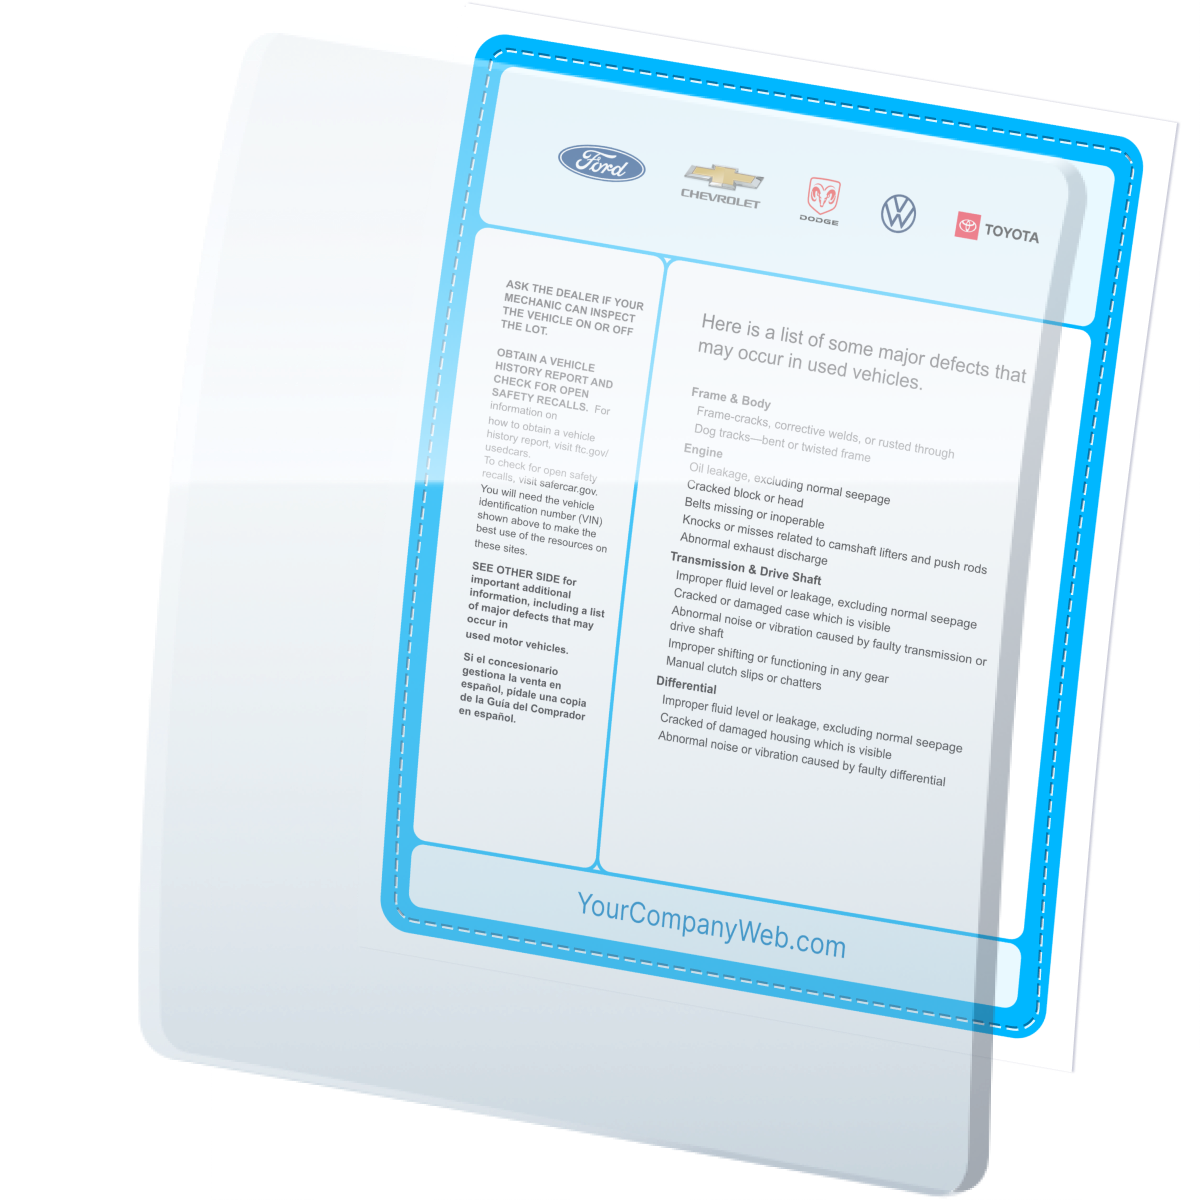 Ford
CHEVROLET
DODGE
TOYOTA
ASK THE DEALER IF YOUR
MECHANIC CAN INSPECT
THE VEHICLE ON OR OFF
THE LOT.
OBTAIN A VEHICLE
HISTORY REPORT AND
CHECK FOR OPEN
SAFETY RECALLS. For
information on
how to obtain a vehicle
history report, visit ftc.gov/
usedcars.
To check for open safety
recalls, visit safercar.gov.
You will need the vehicle
identification number (VIN)
shown above to make the
best use of the resources on
these sites.
SEE OTHER SIDE for
important additional
information, including a list
of major defects that may
occur in
used motor vehicles.
Si el concesionario
gestiona la venta en
español, pidale una copia
de la Guia del Comprador
en español.
Here is a list of some major defects that
may occur in used vehicles.
Frame & Body
Frame-cracks, corrective welds, or rusted through
Dog tracks—bent or twisted frame
Engine
Oil leakage, excluding normal seepage
Cracked block or head
Belts missing or inoperable
Knocks or misses related to camshaft lifters and push rods
Abnormal exhaust discharge
Transmission & Drive Shaft
Improper fluid level or leakage, excluding normal seepage
Cracked or damaged case which is visible
Abnormal noise or vibration caused by faulty transmission or
drive shaft
Improper shifting or functioning in any gear
Manual clutch slips or chatters
Differential
Improper fluid level or leakage, excluding normal seepage
Cracked of damaged housing which is visible
Abnormal noise or vibration caused by faulty differential
YourCompanyWeb.com